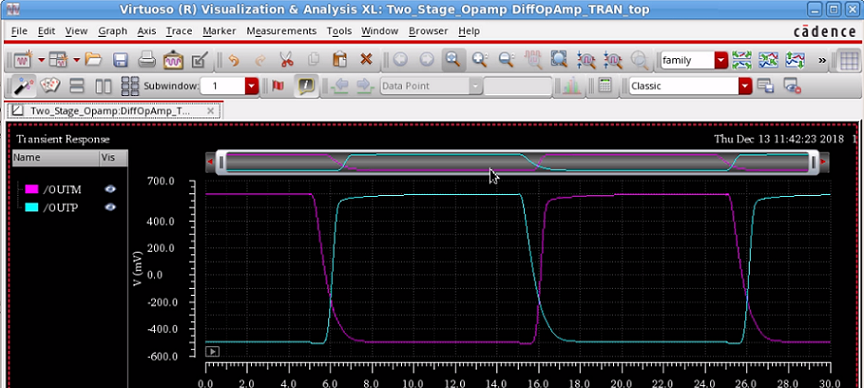 Virtuoso (R) Visualization & Analysis XL: Two_Stage_Opamp DiffOpAmp_TRAN_top
File Edit View Graph Axis Trace Marker Measurements Tools Window Browser Help cādence
family »
Subwindow: 1 Data Point Classic
Two_Stage_Opamp:DiffOpAmp_T...
Transient Response Thu Dec 13 11:42:23 2018 1
Name Vis
/OUTM
/OUTP
V (mV)
700.0
400.0
200.0
0.0
-200.0
-400.0
-600.0
0.0 2.0 4.0 6.0 8.0 10.0 12.0 14.0 16.0 18.0 20.0 22.0 24.0 26.0 28.0 30.0